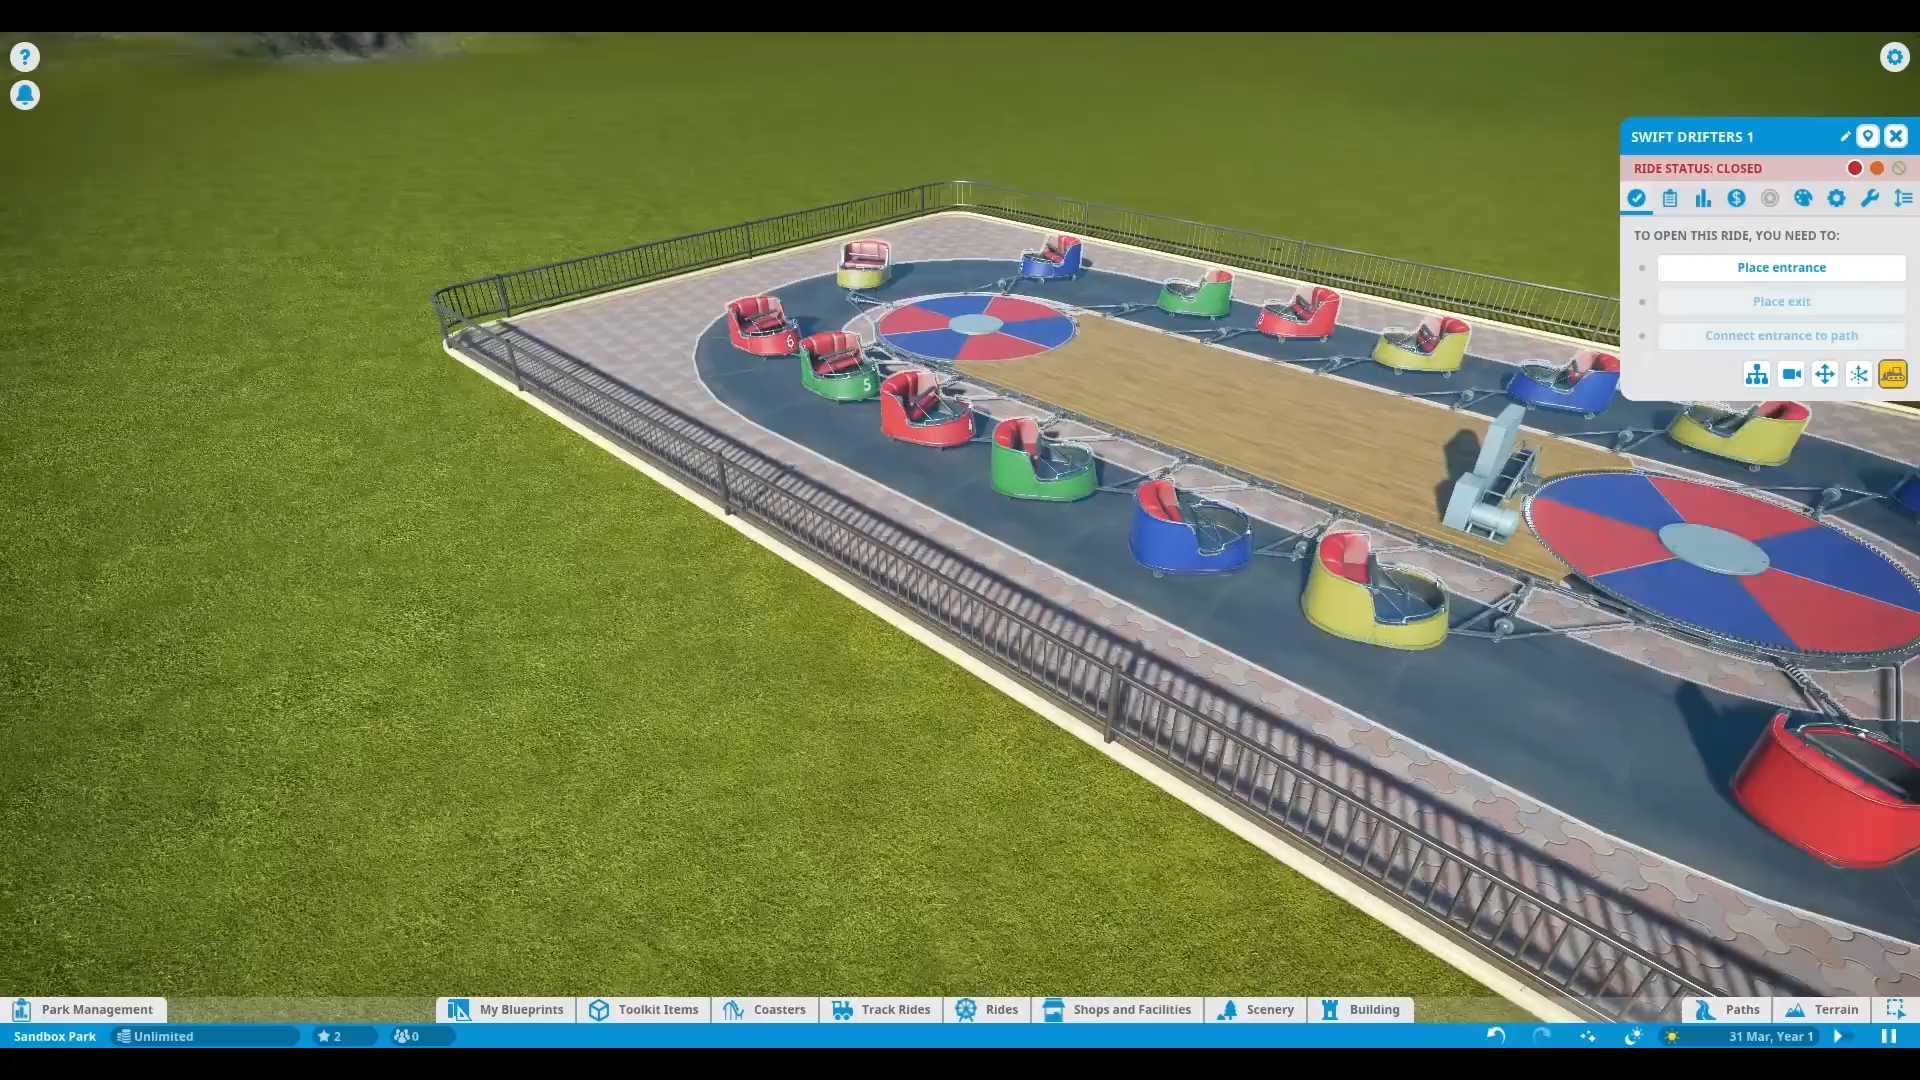 ?
SWIFT DRIFTERS 1
RIDE STATUS: CLOSED
TO OPEN THIS RIDE, YOU NEED TO:
Place entrance
Place exit
Connect entrance to path
6
5
Park Management
My Blueprints
Toolkit Items
Coasters
Track Rides
Rides
Shops and Facilities
Scenery
Building
Paths
Terrain
Sandbox Park
Unlimited
2
0
31 Mar, Year 1